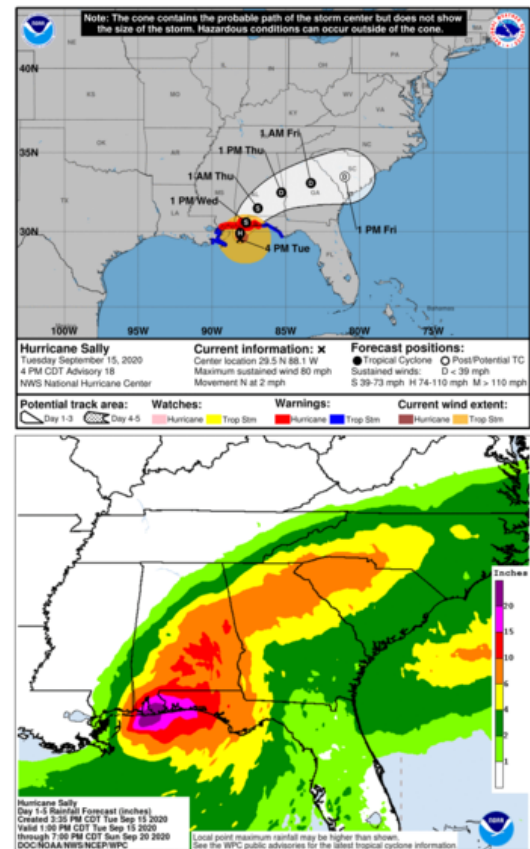 Note: The cone contains the probable path of the storm center but does not show
the size of the storm. Hazardous conditions can occur outside of the cone.
40N
35N
30N
1 AM Fri
1 PM Thu
1 AM Thu
1 PM Wed
4 PM Tue
1 PM Fri
100W 95W 90W 85W 80W 75W
Hurricane Sally
Tuesday September 15, 2020
4 PM CDT Advisory 18
NWS National Hurricane Center
Current information: x
Center location 29.5 N 88.1 W
Maximum sustained wind 80 mph
Movement N at 2 mph
Forecast positions:
Tropical Cyclone Post/Potential TC
Sustained winds: D < 39 mph
S 39-73 mph H 74-110 mph M > 110 mph
Potential track area: Watches: Warnings: Current wind extent:
Day 1-3 Day 4-5 Hurricane Trop Stm Hurricane Trop Stm Hurricane Trop Stm
Inches
20
15
10
6
4
2
1
Hurricane Sally
Day 1-5 Rainfall Forecast (inches)
Created 3:35 PM CDT Tue Sep 15 2020
Valid 1:00 PM CDT Tue Sep 15 2020
through 7:00 PM CDT Sun Sep 20 2020
DOC/NOAA/NWS/NCEP/WPC
Local point maximum rainfall may be higher than shown.
See the WPC public advisories for the latest tropical cyclone information.